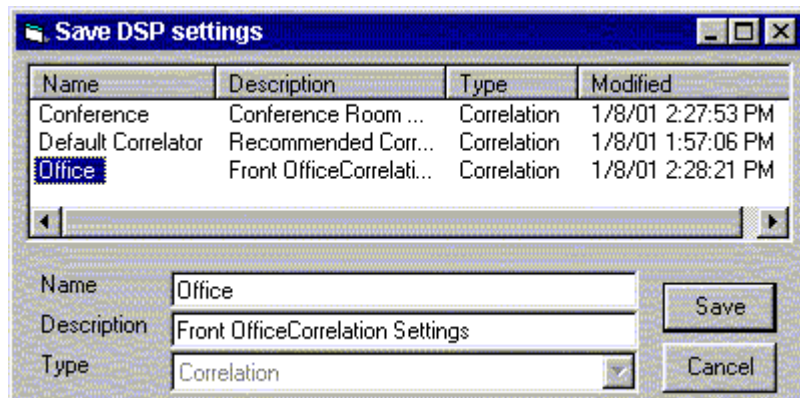 Save DSP settings
Name Description Type Modified
Conference Conference Room ... Correlation 1/8/01 2:27:53 PM
Default Correlator Recommended Corr... Correlation 1/8/01 1:57:06 PM
Office Front OfficeCorrelati... Correlation 1/8/01 2:28:21 PM
Name Office
Save
Description Front OfficeCorrelation Settings
Type Correlation
Cancel